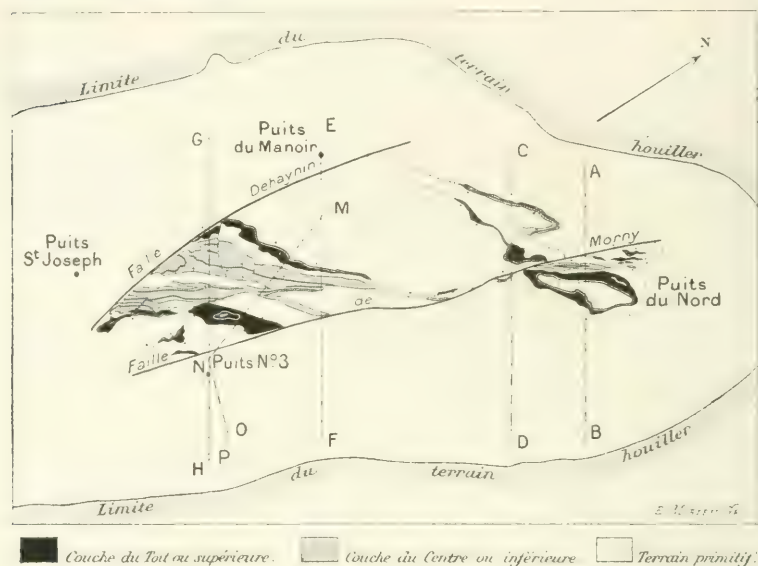 Limite du terrain houiller
N
G
Puits
du Manoir
E
C
A
Faille Dehaynin
M
Puits
St Joseph
Morny
Puits
du Nord
Faille de
N
Puits No3
O
P
H
F
D
B
Limite du terrain houiller
Couche du Toit ou supérieure.
Couche du Centre ou inférieure
Terrain primitif.